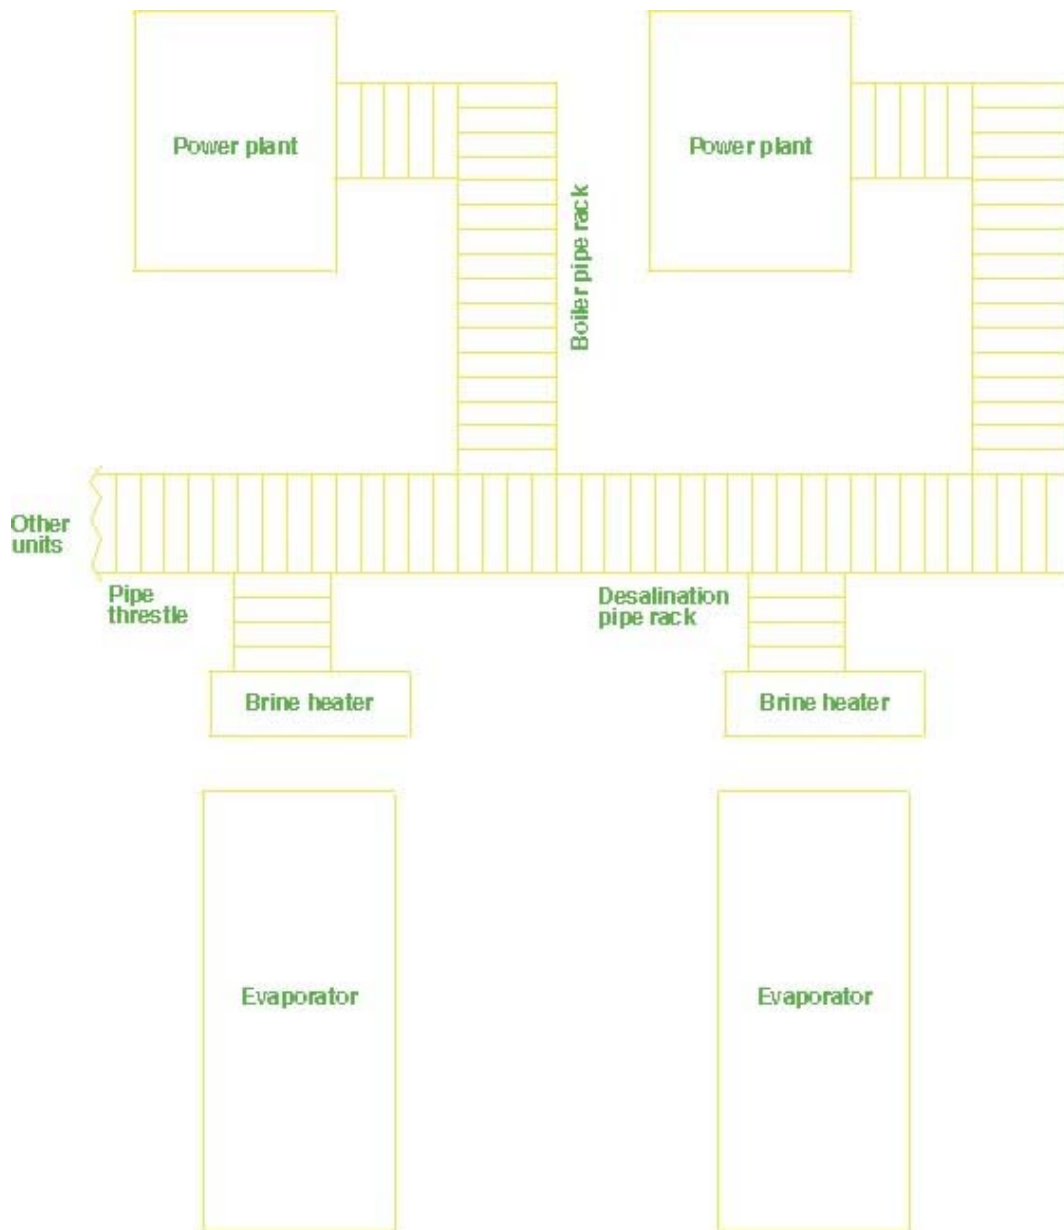 Power plant
Power plant
Boiler pipe rack
Other
units
Pipe
threstle
Desalination
pipe rack
Brine heater
Brine heater
Evaporator
Evaporator